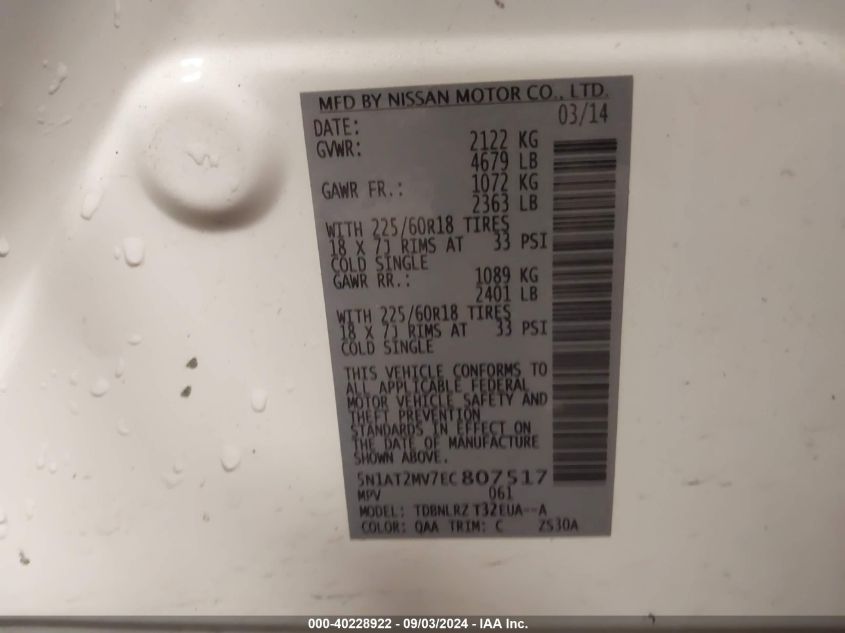 MFD BY NISSAN MOTOR CO., LTD.
DATE: 03/14
GVWR: 2122 KG
4679 LB
GAWR FR.: 1072 KG
2363 LB
WITH 225/60R18 TIRES
18 X 7J RIMS AT 33 PSI
COLD SINGLE
GAWR RR.: 1089 KG
2401 LB
WITH 225/60R18 TIRES
18 X 7J RIMS AT 33 PSI
COLD SINGLE
THIS VEHICLE CONFORMS TO
ALL APPLICABLE FEDERAL
MOTOR VEHICLE SAFETY AND
THEFT PREVENTION
STANDARDS IN EFFECT ON
THE DATE OF MANUFACTURE
SHOWN ABOVE.
5N1AT2MV7EC807517
MPV 061
MODEL: TDBNLRZ T32EUA--A
COLOR: QAA TRIM: C ZS30A
000-40228922 - 09/03/2024 - IAA Inc.